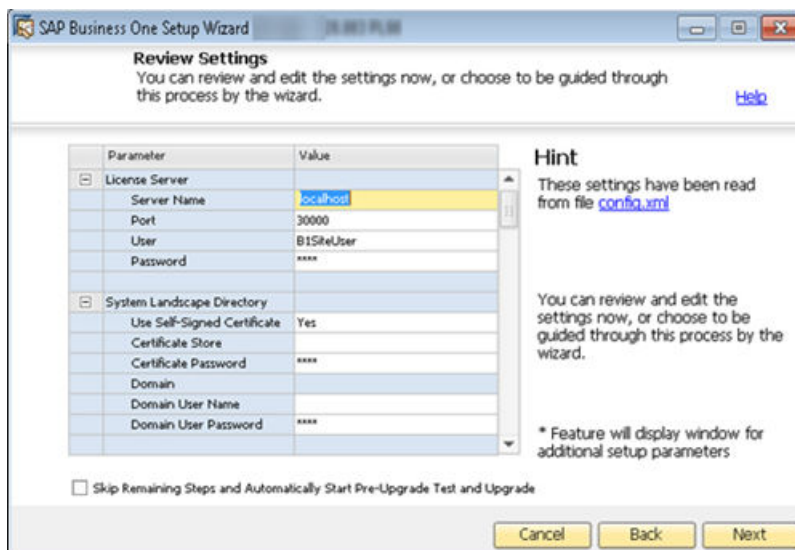 SAP Business One Setup Wizard
Review Settings
You can review and edit the settings now, or choose to be guided through
this process by the wizard.
Help
Parameter Value
License Server
Server Name localhost
Port 30000
User B1SiteUser
Password ****
System Landscape Directory
Use Self-Signed Certificate Yes
Certificate Store
Certificate Password ****
Domain
Domain User Name
Domain User Password ****
Hint
These settings have been read
from file config.xml
You can review and edit the
settings now, or choose to be
guided through this process by the
wizard.
* Feature will display window for
additional setup parameters
Skip Remaining Steps and Automatically Start Pre-Upgrade Test and Upgrade
Cancel Back Next